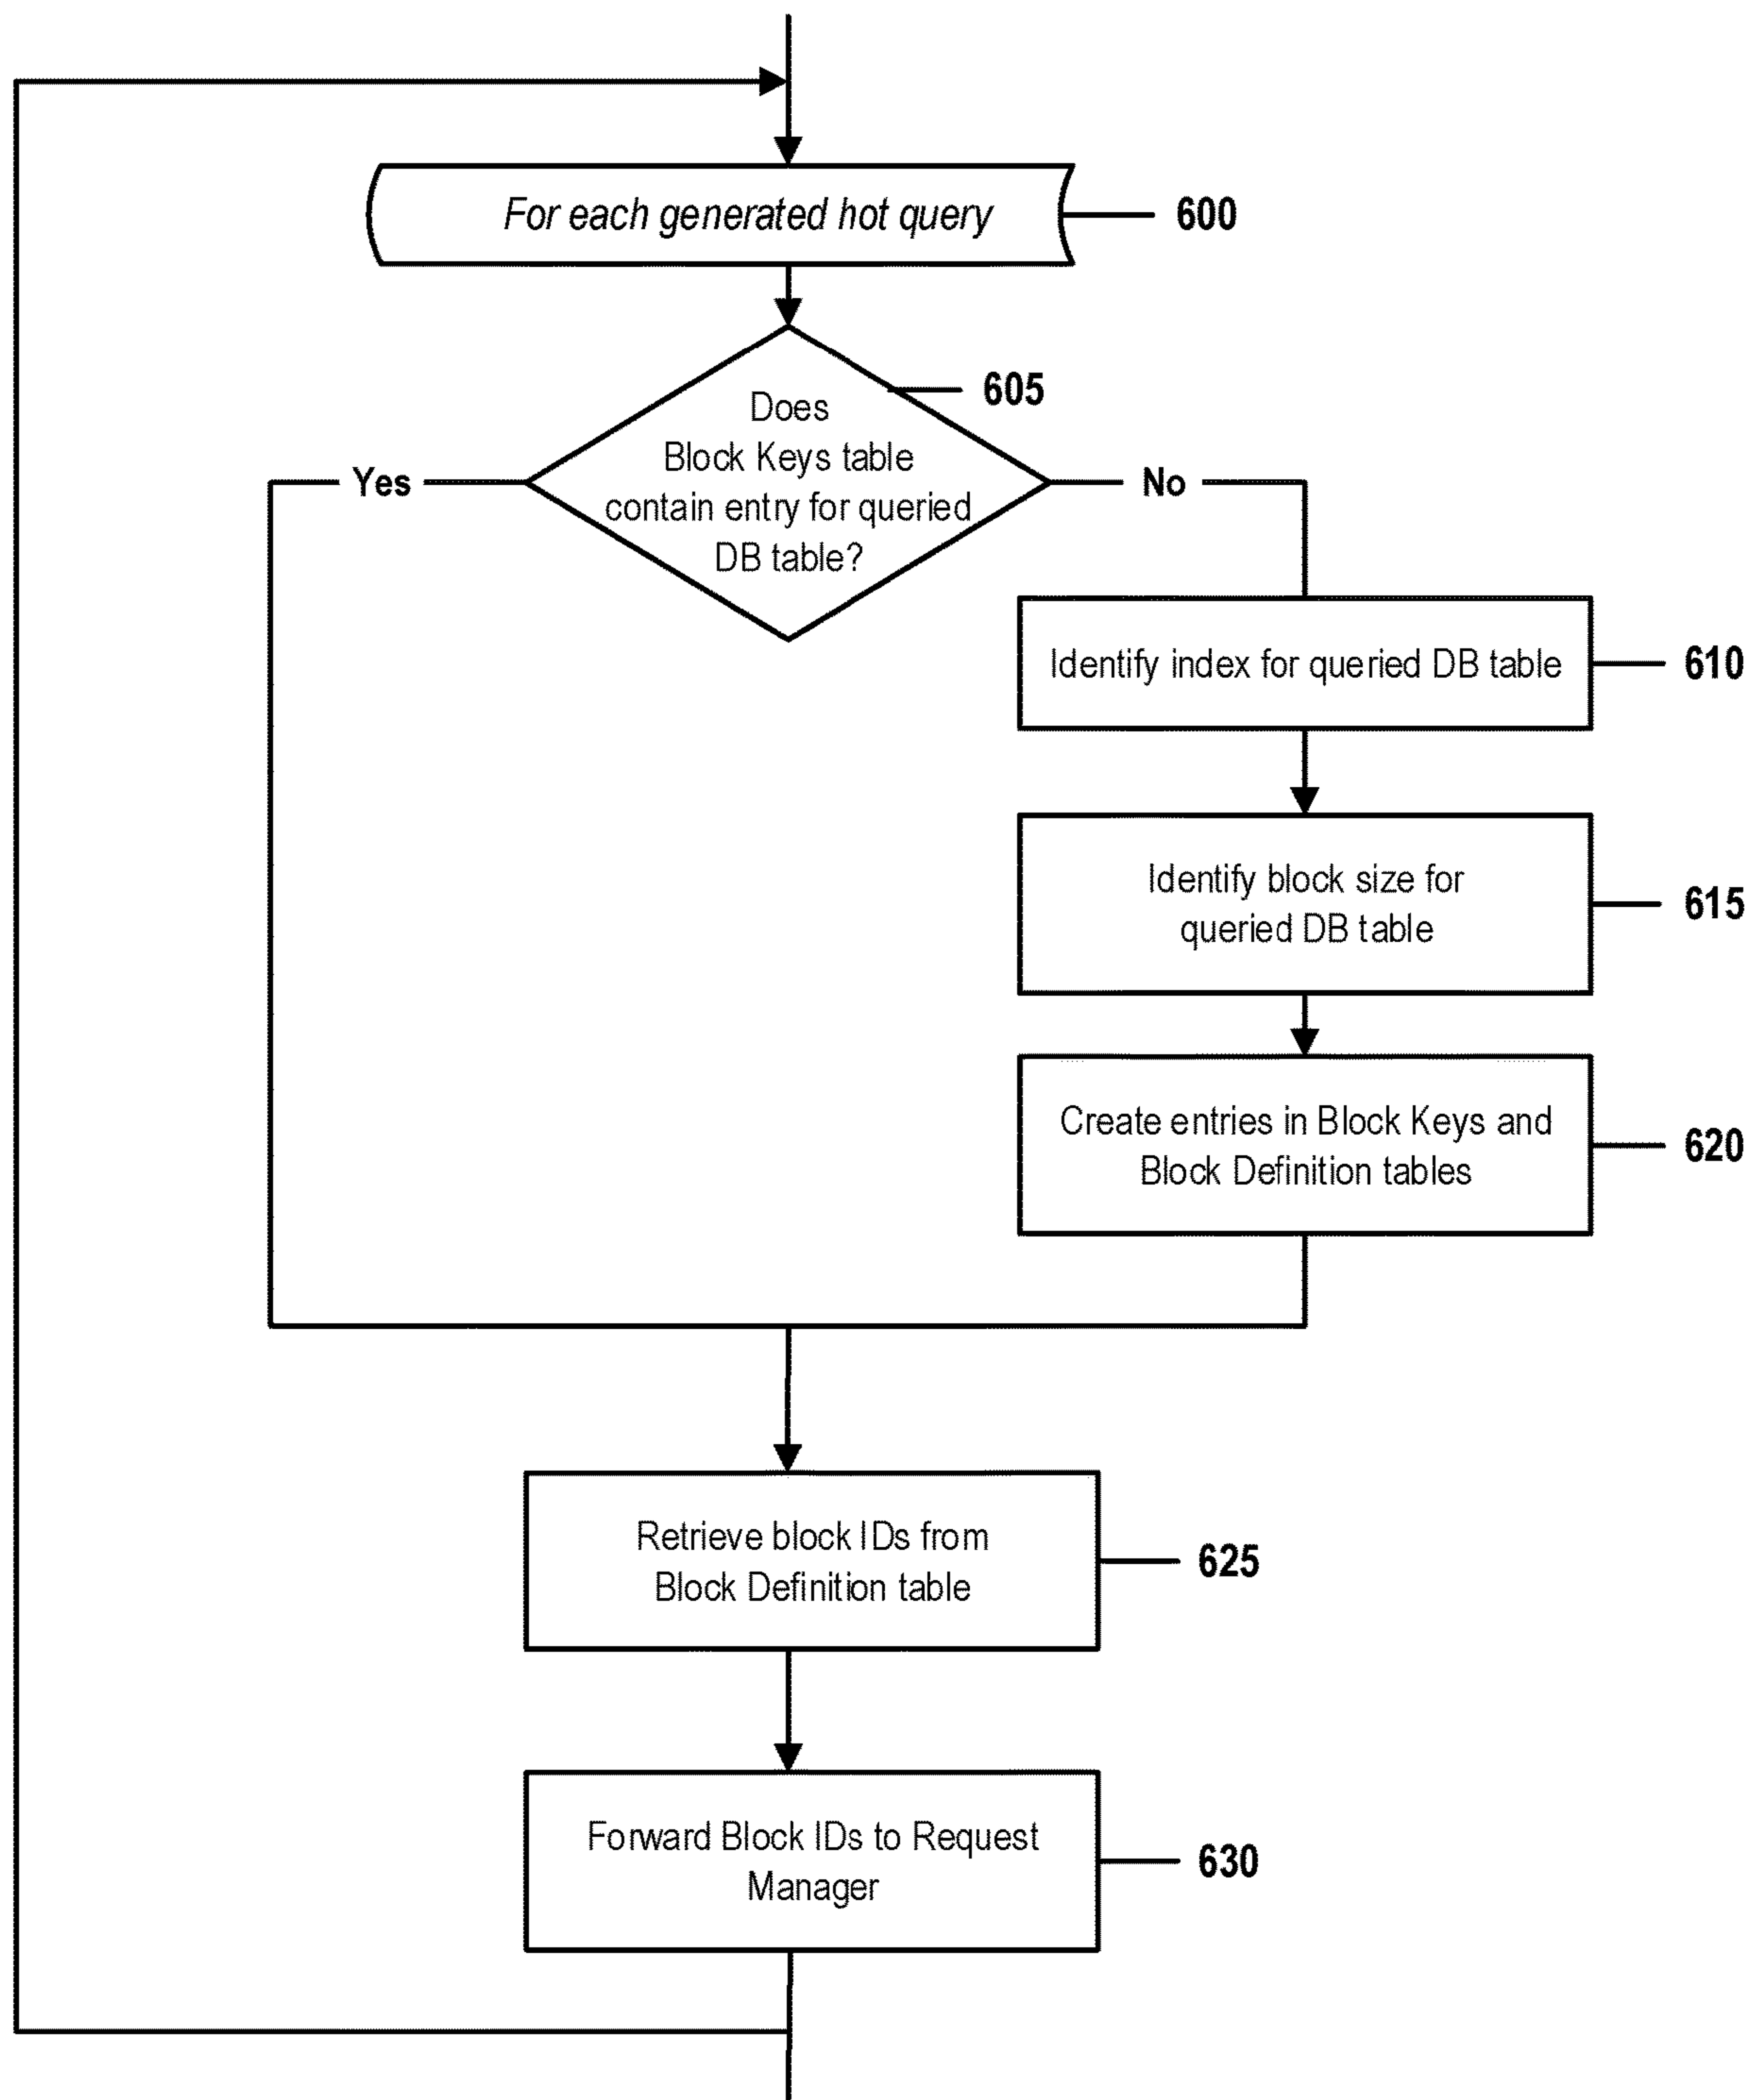 For each generated hot query
600
605
Does
Block Keys table
contain entry for queried
DB table?
Yes
No
Identify index for queried DB table
610
Identify block size for
queried DB table
615
Create entries in Block Keys and
Block Definition tables
620
Retrieve block IDs from
Block Definition table
625
Forward Block IDs to Request
Manager
630